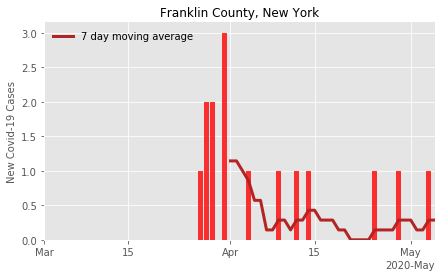 Franklin County, New York
7 day moving average
New Covid-19 Cases
3.0
2.5
2.0
1.5
1.0
0.5
0.0
Mar 15 Apr 15 May
2020-May